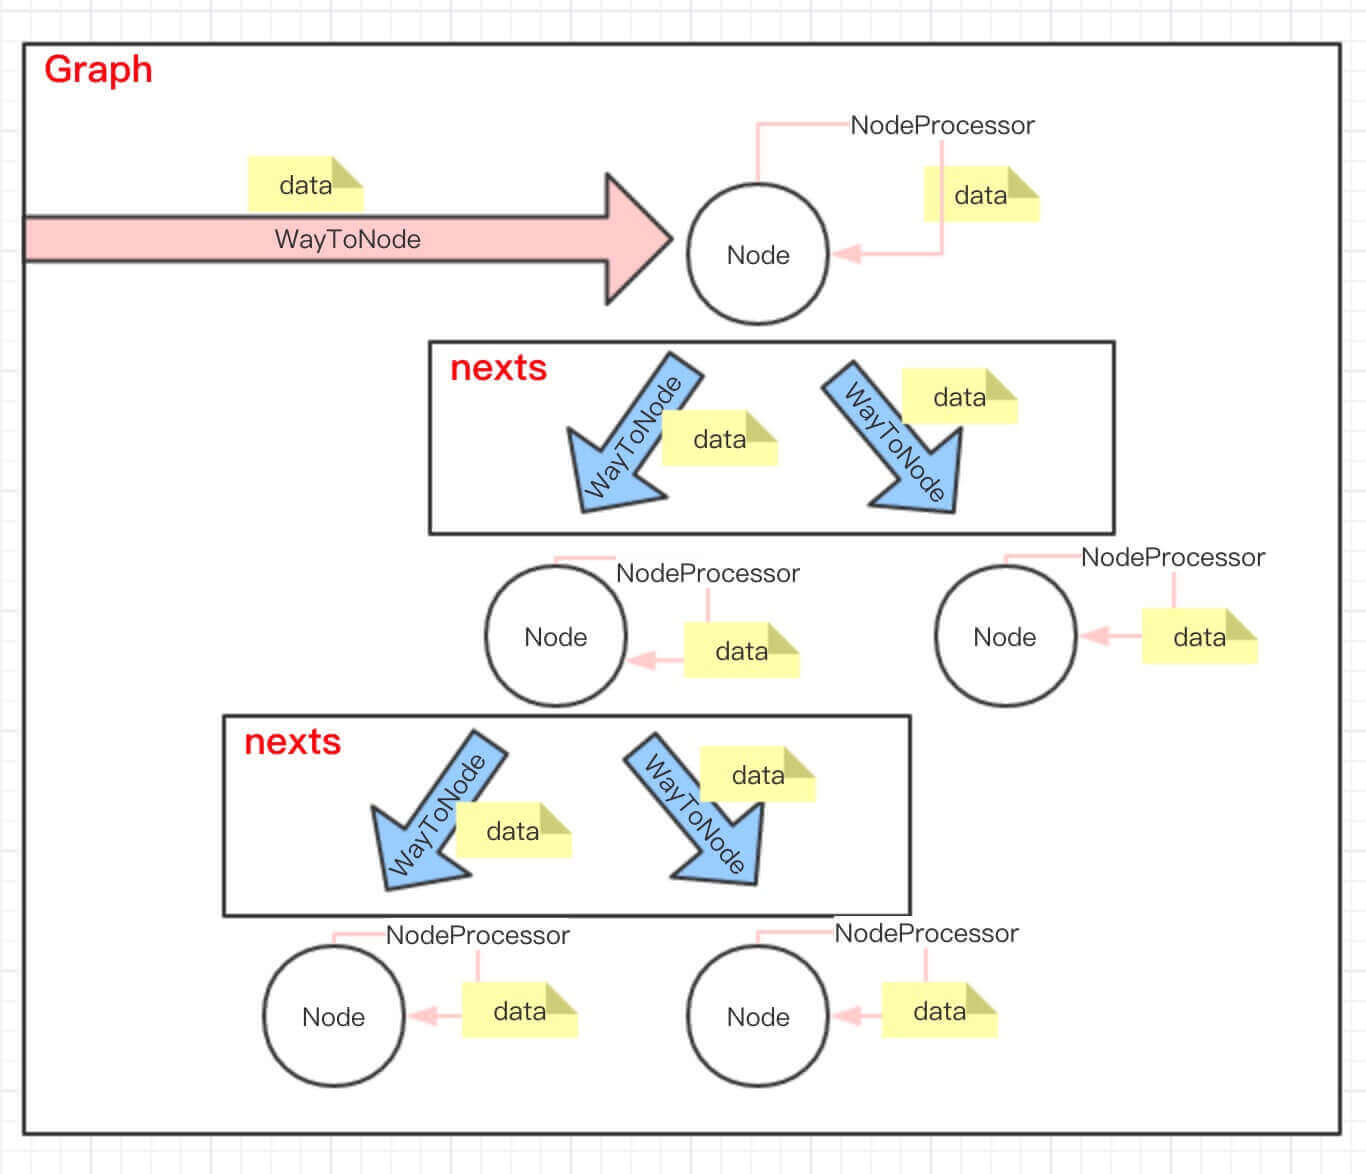 Graph
NodeProcessor
data
data
WayToNode
Node
nexts
WayToNode
data
WayToNode
data
NodeProcessor
NodeProcessor
Node
data
Node
data
nexts
WayToNode
data
WayToNode
data
NodeProcessor
NodeProcessor
Node
data
Node
data